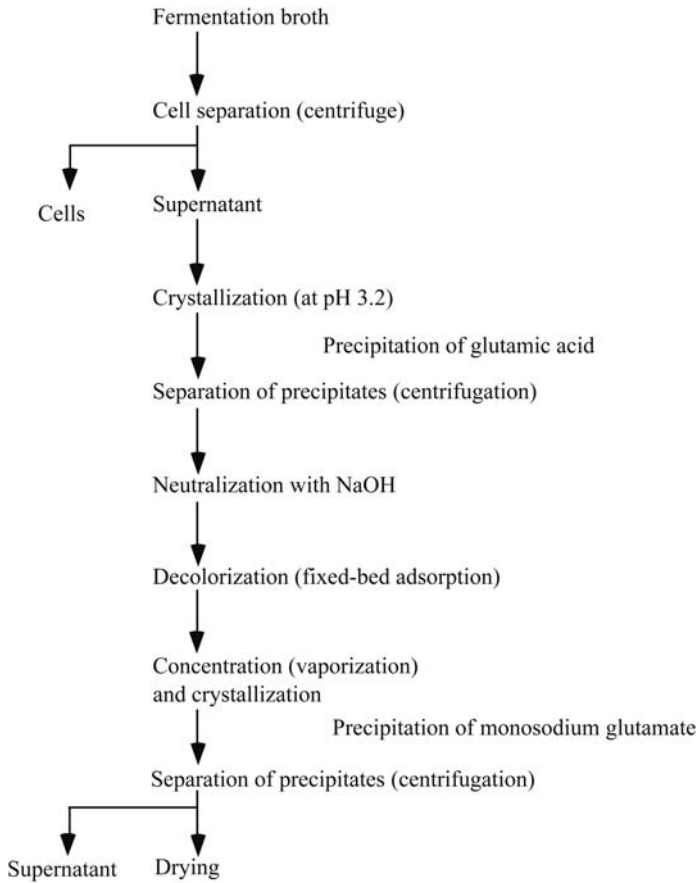 Fermentation broth
Cell separation (centrifuge)
Cells
Supernatant
Crystallization (at pH 3.2)
Precipitation of glutamic acid
Separation of precipitates (centrifugation)
Neutralization with NaOH
Decolorization (fixed-bed adsorption)
Concentration (vaporization)
and crystallization
Precipitation of monosodium glutamate
Separation of precipitates (centrifugation)
Supernatant
Drying